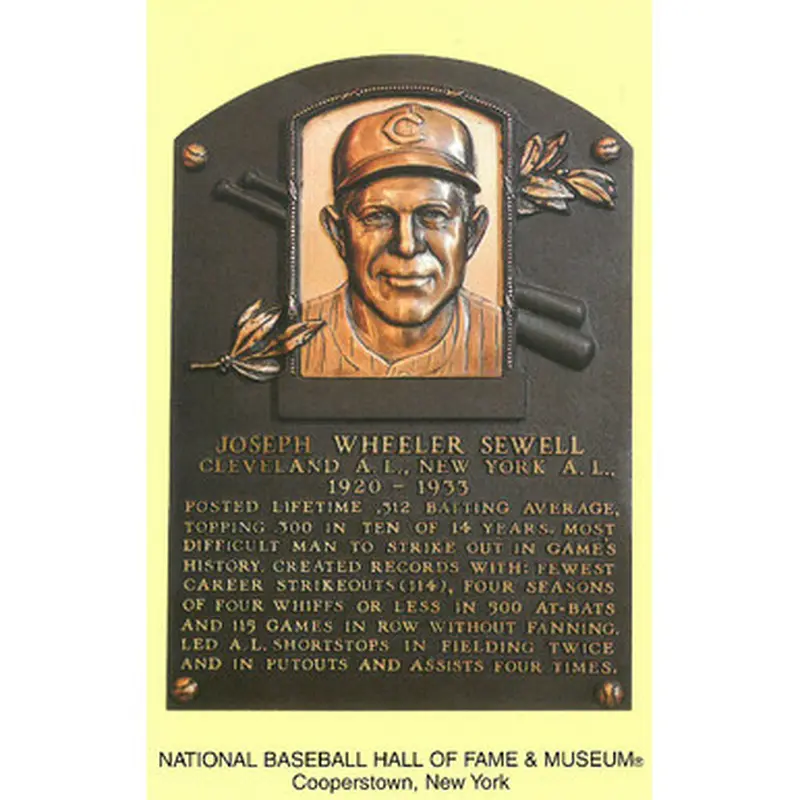 C
JOSEPH WHEELER SEWELL
CLEVELAND A.L., NEW YORK A.L.,
1920 - 1933
POSTED LIFETIME .312 BATTING AVERAGE,
TOPPING .300 IN TEN OF 14 YEARS. MOST
DIFFICULT MAN TO STRIKE OUT IN GAME'S
HISTORY. CREATED RECORDS WITH: FEWEST
CAREER STRIKEOUTS (114), FOUR SEASONS
OF FOUR WHIFFS OR LESS IN 500 AT-BATS
AND 115 GAMES IN ROW WITHOUT FANNING.
LED A.L. SHORTSTOPS IN FIELDING TWICE
AND IN PUTOUTS AND ASSISTS FOUR TIMES.
NATIONAL BASEBALL HALL OF FAME & MUSEUM®
Cooperstown, New York